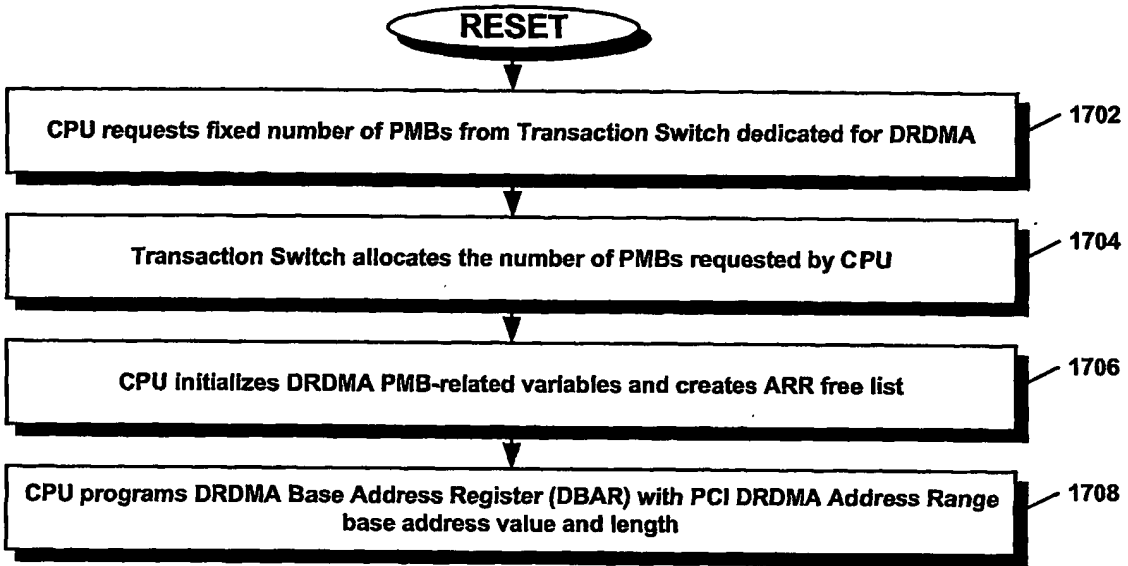 RESET
CPU requests fixed number of PMBs from Transaction Switch dedicated for DRDMA
1702
Transaction Switch allocates the number of PMBs requested by CPU
1704
CPU initializes DRDMA PMB-related variables and creates ARR free list
1706
CPU programs DRDMA Base Address Register (DBAR) with PCI DRDMA Address Range
base address value and length
1708